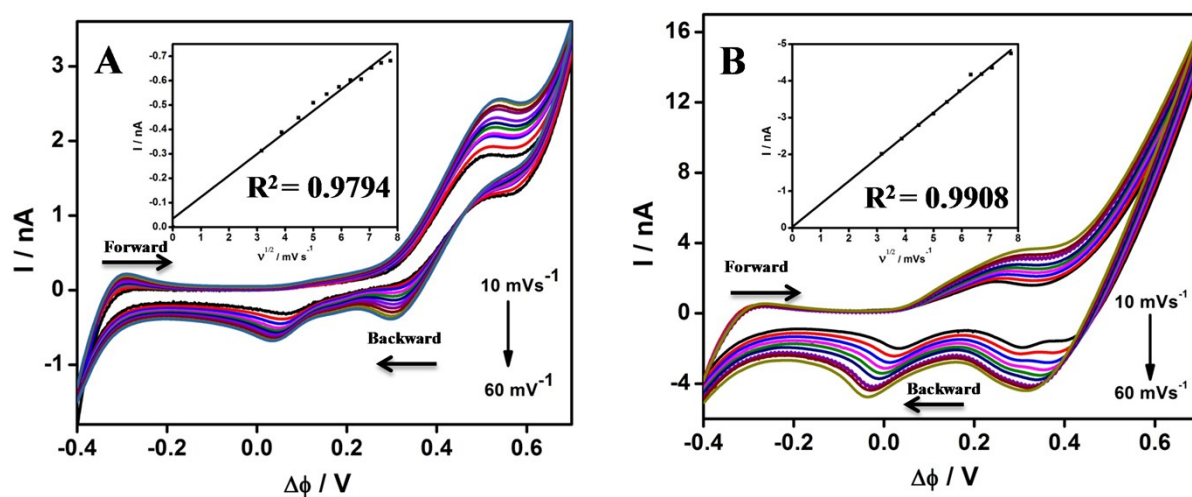 A
-0.7
-0.6
-0.5
-0.4
-0.3
-0.2
-0.1
0.0
I / nA
0 1 2 3 4 5 6 7 8
ν1/2 / mV s-1
R2 = 0.9794
3
2
1
0
-1
I / nA
Forward
10 mVs-1
Backward
60 mV-1
-0.4 -0.2 0.0 0.2 0.4 0.6
Δϕ / V
B
-5
-4
-3
-2
-1
0
I / nA
0 1 2 3 4 5 6 7 8
ν1/2 / mV s-1
R2 = 0.9908
16
12
8
4
0
-4
I / nA
Forward
10 mVs-1
Backward
60 mVs-1
-0.4 -0.2 0.0 0.2 0.4 0.6
Δϕ / V